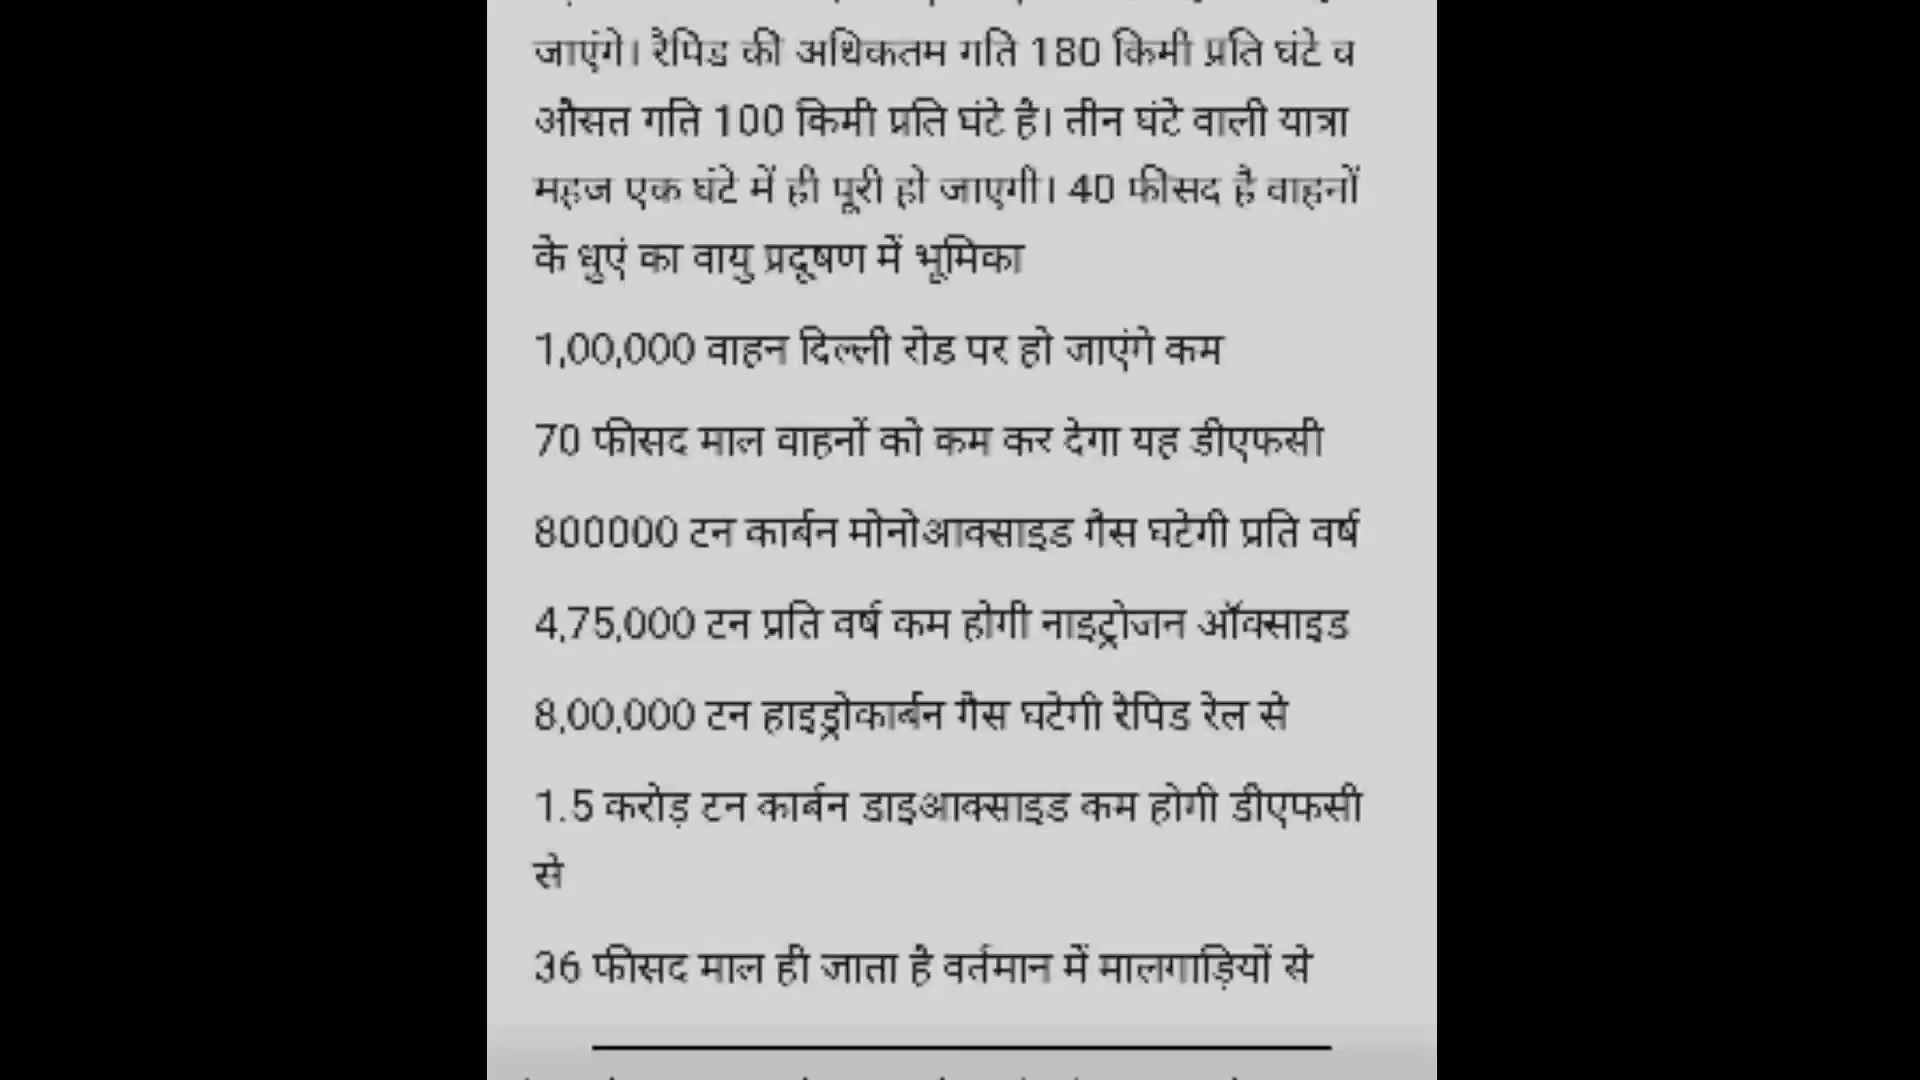 जाएंगे। रैपिड की अधिकतम गति 180 किमी प्रति घंटे व
औसत गति 100 किमी प्रति घंटे है। तीन घंटे वाली यात्रा
महज एक घंटे में ही पूरी हो जाएगी। 40 फीसद है वाहनों
के धुएं का वायु प्रदूषण में भूमिका
1,00,000 वाहन दिल्ली रोड पर हो जाएंगे कम
70 फीसद माल वाहनों को कम कर देगा यह डीएफसी
800000 टन कार्बन मोनोआक्साइड गैस घटेगी प्रति वर्ष
4,75,000 टन प्रति वर्ष कम होगी नाइट्रोजन ऑक्साइड
8,00,000 टन हाइड्रोकार्बन गैस घटेगी रैपिड रेल से
1.5 करोड़ टन कार्बन डाइआक्साइड कम होगी डीएफसी
से
36 फीसद माल ही जाता है वर्तमान में मालगाड़ियों से